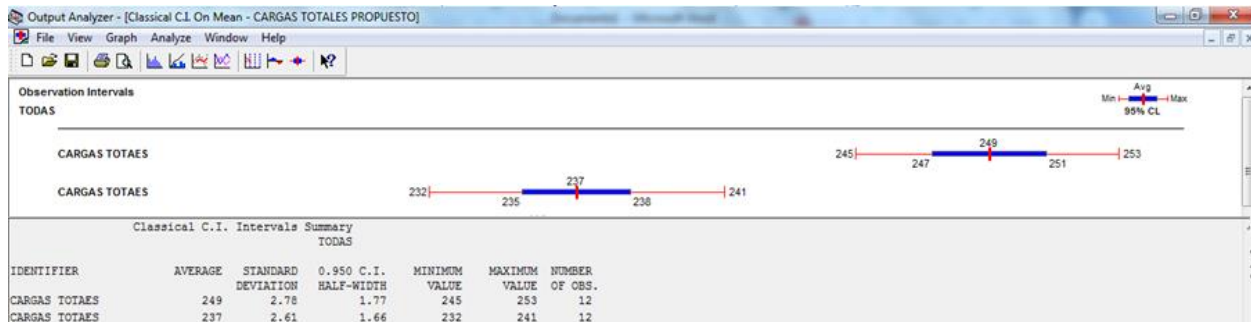 Output Analyzer - [Classical C.I. On Mean - CARGAS TOTALES PROPUESTO]
File View Graph Analyze Window Help
Observation Intervals
TODAS
Avg
Min Max
95% CL
CARGAS TOTAES
245 247 249 251 253
CARGAS TOTAES
232 235 237 238 241
Classical C.I. Intervals Summary
TODAS
IDENTIFIER AVERAGE STANDARD 0.950 C.I. MINIMUM MAXIMUM NUMBER
DEVIATION HALF-WIDTH VALUE VALUE OF OBS.
CARGAS TOTAES 249 2.78 1.77 245 253 12
CARGAS TOTAES 237 2.61 1.66 232 241 12